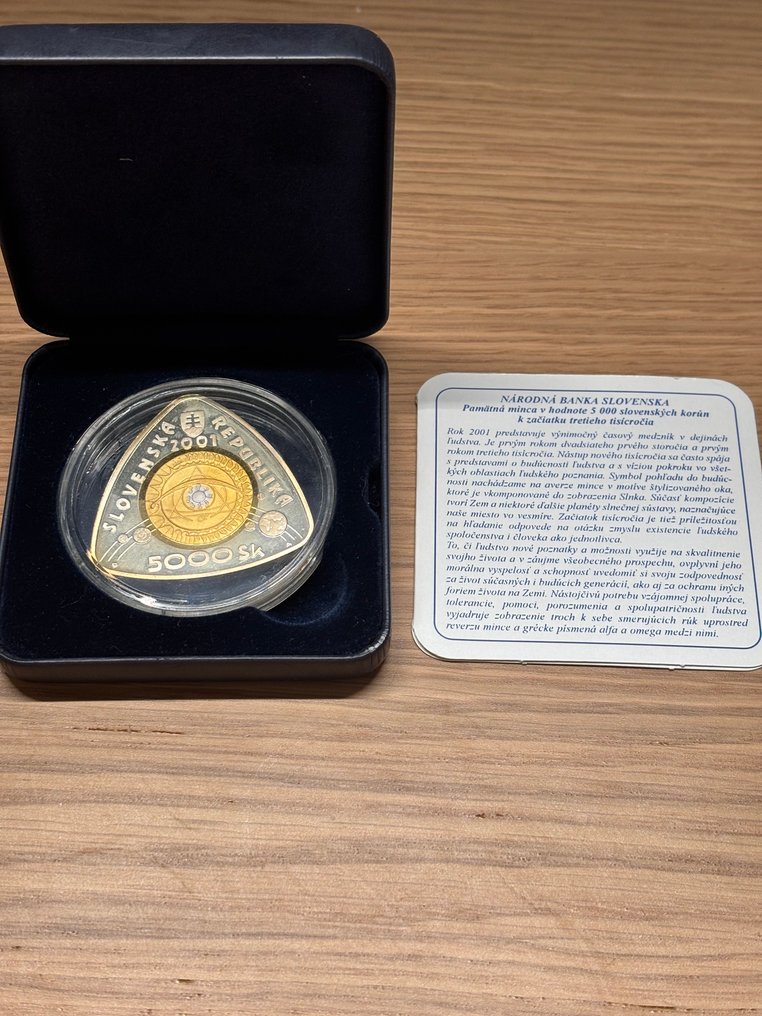 SLOVENSKÁ REPUBLIKA
2001
5000 Sk
NÁRODNÁ BANKA SLOVENSKA
Pamätná minca v hodnote 5 000 slovenských korún
k začiatku tretieho tisícročia
Rok 2001 predstavuje výnimočný časový medzník v dejinách
ľudstva. Je prvým rokom dvadsiateho prvého storočia a prvým
rokom tretieho tisícročia. Nástup nového tisícročia sa často spája
s predstavami o budúcnosti ľudstva a s víziou pokroku vo všet-
kých oblastiach ľudského poznania. Symbol pohľadu do budúc-
nosti nachádzame na averze mince v motíve štylizovaného oka,
ktoré je vkomponované do zobrazenia Slnka. Súčasť kompozície
tvorí Zem a niektoré ďalšie planéty slnečnej sústavy, naznačujúce
naše miesto vo vesmíre. Začiatok tisícročia je tiež príležitosťou
na hľadanie odpovede na otázku zmyslu existencie ľudského
spoločenstva i človeka ako jednotlivca.
To, či ľudstvo nové poznatky a možnosti využije na skvalitnenie
svojho života a v záujme všeobecného prospechu, ovplyvní jeho
morálna vyspelosť a schopnosť uvedomiť si svoju zodpovednosť
za život súčasných i budúcich generácií, ako aj za ochranu iných
foriem života na Zemi. Nástojčivú potrebu vzájomnej spolupráce,
tolerancie, pomoci, porozumenia a spolupatričnosti ľudstva
vyjadruje zobrazenie troch k sebe smerujúcich rúk uprostred
reverzu mince a grécke písmená alfa a omega medzi nimi.